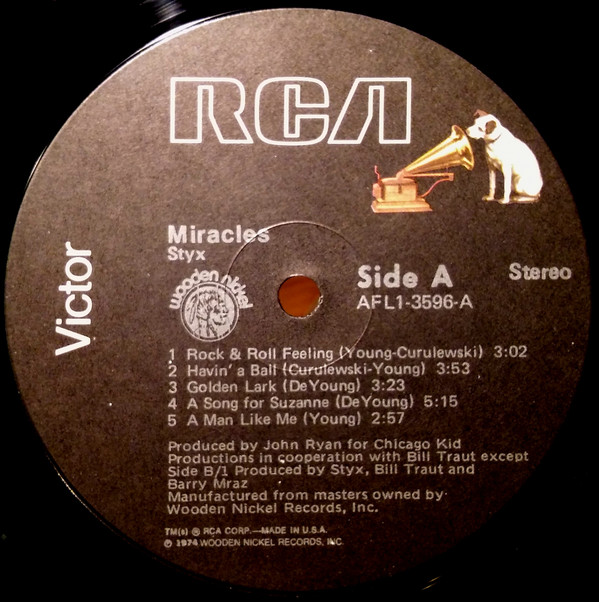 RCA
Victor
Miracles
Styx
wooden nickel
Side A
Stereo
AFL1-3596-A
1 Rock & Roll Feeling (Young-Curulewski) 3:02
2 Havin' a Ball (Curulewski-Young) 3:53
3 Golden Lark (DeYoung) 3:23
4 A Song for Suzanne (DeYoung) 5:15
5 A Man Like Me (Young) 2:57
Produced by John Ryan for Chicago Kid
Productions in cooperation with Bill Traut except
Side B/1 Produced by Styx, Bill Traut and
Barry Mraz
Manufactured from masters owned by
Wooden Nickel Records, Inc.
TM(s) ® RCA CORP.—MADE IN U.S.A.
℗ 1974 WOODEN NICKEL RECORDS, INC.